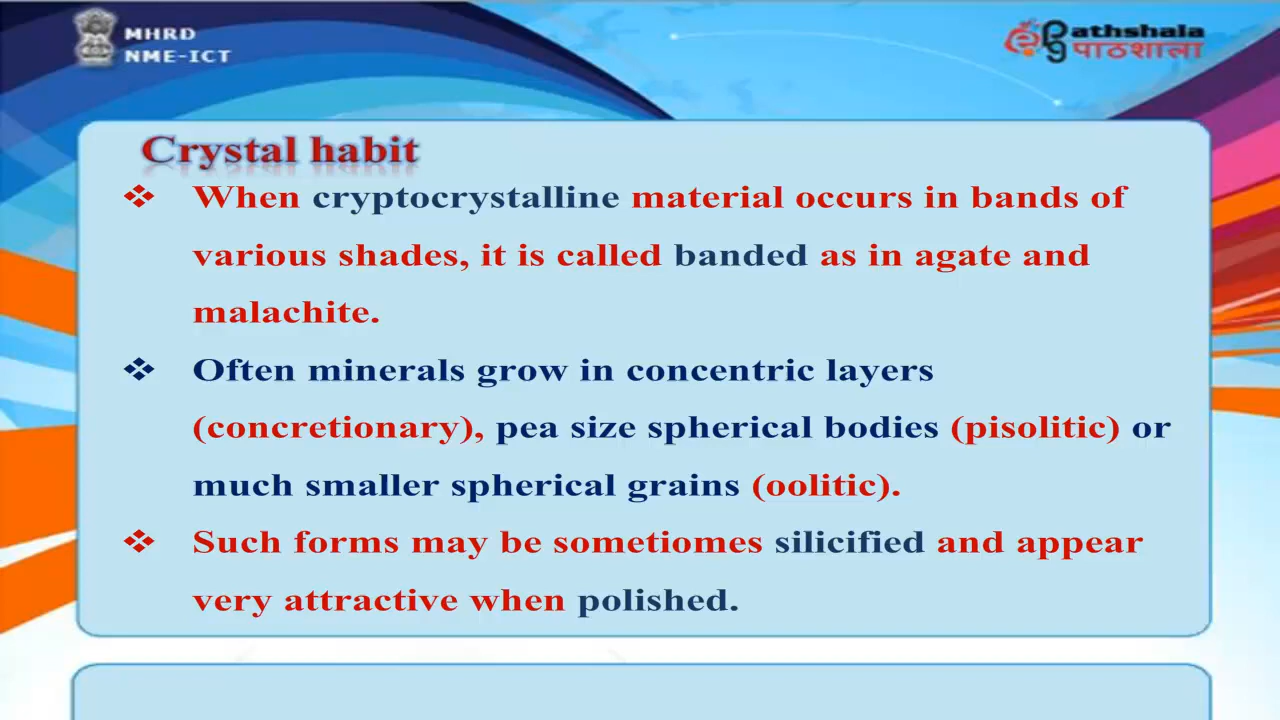 MHRD
NME-ICT
ePg athshala
पाठशाला
Crystal habit
❖ When cryptocrystalline material occurs in bands of
various shades, it is called banded as in agate and
malachite.
❖ Often minerals grow in concentric layers
(concretionary), pea size spherical bodies (pisolitic) or
much smaller spherical grains (oolitic).
❖ Such forms may be sometiomes silicified and appear
very attractive when polished.